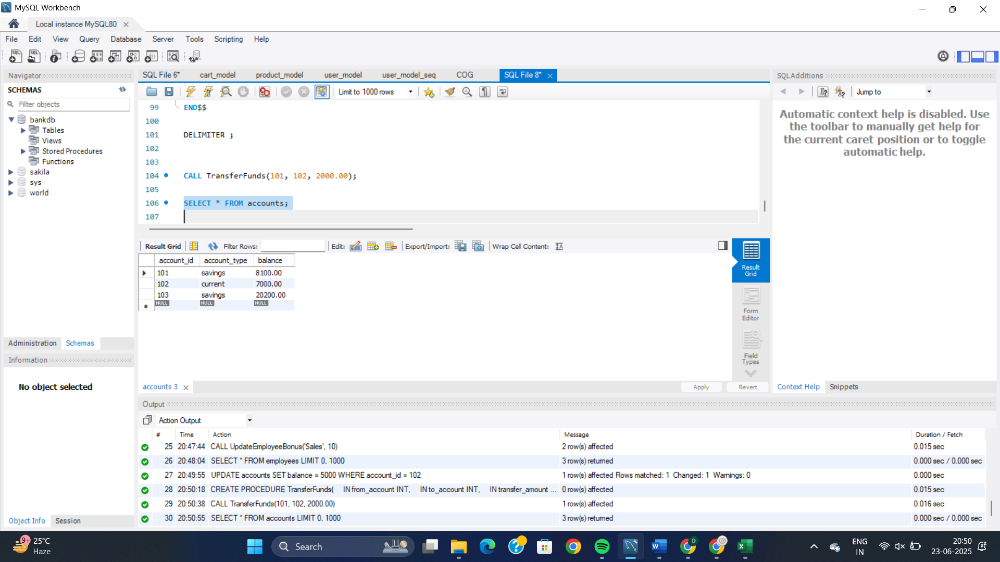 MySQL Workbench
Local instance MySQL80
File Edit View Query Database Server Tools Scripting Help
Navigator
SCHEMAS
Filter objects
bankdb
Tables
Views
Stored Procedures
Functions
sakila
sys
world
Administration Schemas
Information
No object selected
Object Info Session
SQL File 6* cart_model product_model user_model user_model_seq COG SQL File 8*
Limit to 1000 rows
99 END$$
100
101 DELIMITER ;
102
103
104 CALL TransferFunds(101, 102, 2000.00);
105
106 SELECT * FROM accounts;
107
Result Grid Filter Rows: Edit: Export/Import: Wrap Cell Content:
account_id account_type balance
101 savings 8100.00
102 current 7000.00
103 savings 20200.00
NULL NULL NULL
Result Grid
Form Editor
Field Types
accounts 3 Apply Revert
SQLAdditions
Jump to
Automatic context help is disabled. Use
the toolbar to manually get help for
the current caret position or to toggle
automatic help.
Context Help Snippets
Output
Action Output
# Time Action Message Duration / Fetch
25 20:47:44 CALL UpdateEmployeeBonus('Sales', 10) 2 row(s) affected 0.015 sec
26 20:48:04 SELECT * FROM employees LIMIT 0, 1000 3 row(s) returned 0.000 sec / 0.000 sec
27 20:49:55 UPDATE accounts SET balance = 5000 WHERE account_id = 102 1 row(s) affected Rows matched: 1 Changed: 1 Warnings: 0 0.000 sec
28 20:50:18 CREATE PROCEDURE TransferFunds( IN from_account INT, IN to_account INT, IN transfer_amount ... 0 row(s) affected 0.015 sec
29 20:50:38 CALL TransferFunds(101, 102, 2000.00) 1 row(s) affected 0.016 sec
30 20:50:55 SELECT * FROM accounts LIMIT 0, 1000 3 row(s) returned 0.000 sec / 0.000 sec
9+ 25°C
Haze
Search
ENG
IN
20:50
23-06-2025